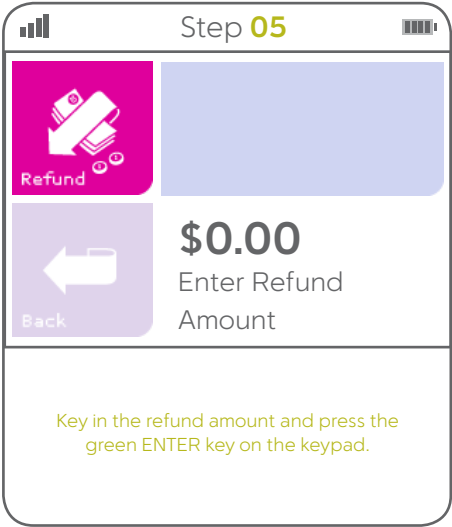 Step 05
Refund
$0.00
Enter Refund
Amount
Back
Key in the refund amount and press the
green ENTER key on the keypad.